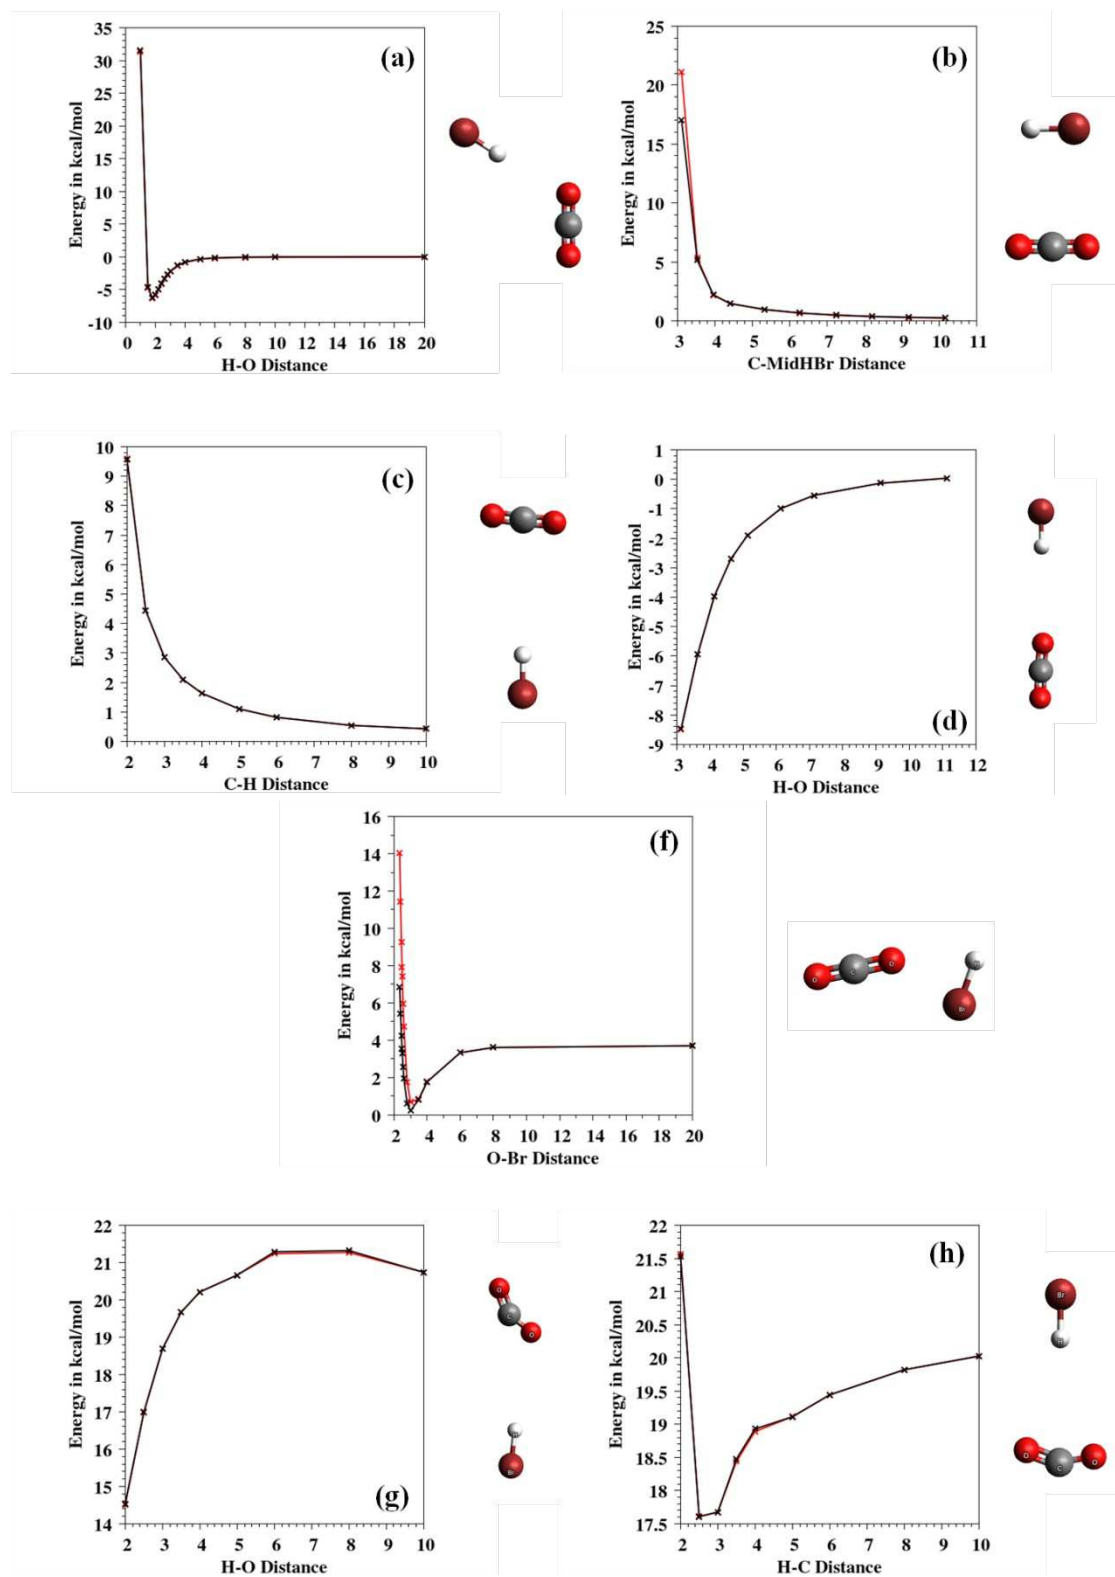 (a)
Energy in kcal/mol
35
30
25
20
15
10
5
0
-5
-10
0 2 4 6 8 10 12 14 16 18 20
H-O Distance
(b)
Energy in kcal/mol
25
20
15
10
5
0
3 4 5 6 7 8 9 10 11
C-MidHBr Distance
(c)
Energy in kcal/mol
10
9
8
7
6
5
4
3
2
1
0
2 3 4 5 6 7 8 9 10
C-H Distance
(d)
Energy in kcal/mol
1
0
-1
-2
-3
-4
-5
-6
-7
-8
-9
3 4 5 6 7 8 9 10 11 12
H-O Distance
(f)
Energy in kcal/mol
16
14
12
10
8
6
4
2
0
2 4 6 8 10 12 14 16 18 20
O-Br Distance
O
O
Br
(g)
Energy in kcal/mol
22
21
20
19
18
17
16
15
14
2 3 4 5 6 7 8 9 10
H-O Distance
O
O
Br
(h)
Energy in kcal/mol
22
21.5
21
20.5
20
19.5
19
18.5
18
17.5
2 3 4 5 6 7 8 9 10
H-C Distance
Br
O
C
O